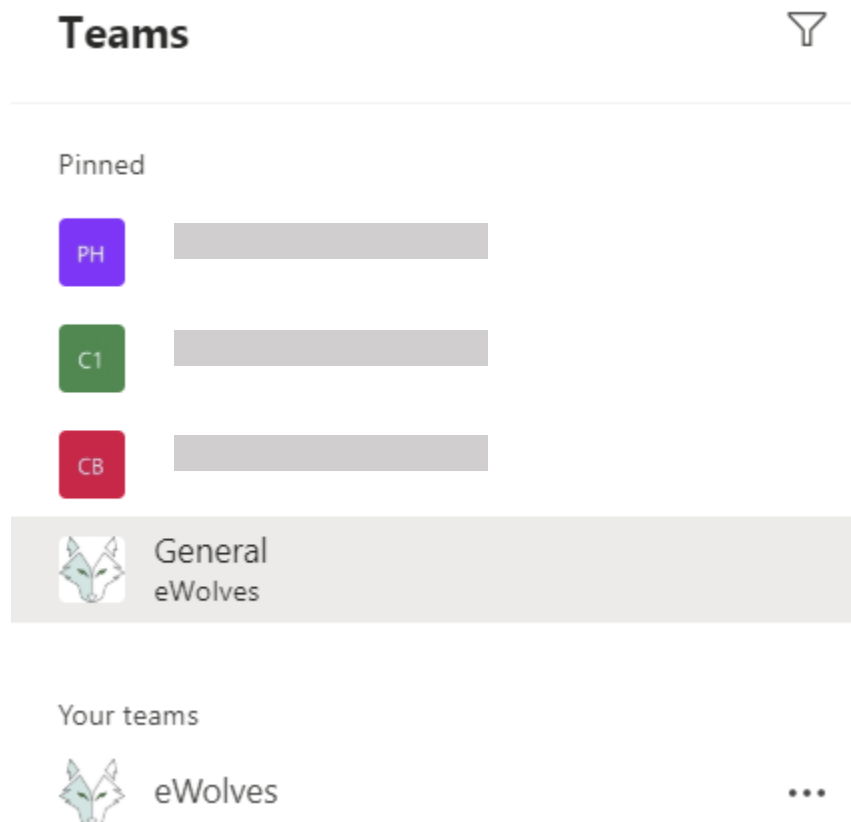 Teams
Pinned
PH
C1
CB
General
eWolves
Your teams
eWolves